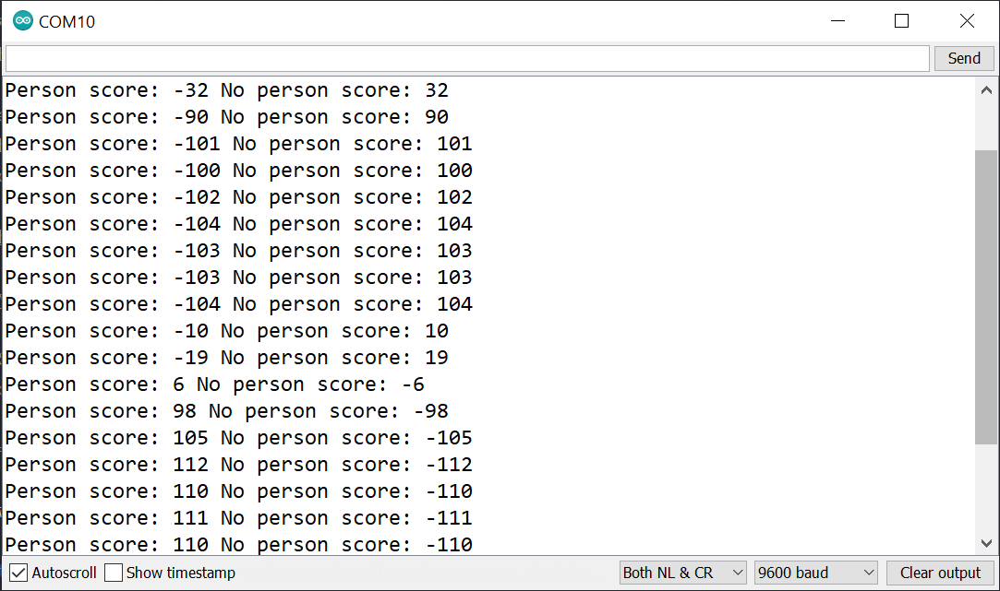 COM10
Send
Person score: -32 No person score: 32
Person score: -90 No person score: 90
Person score: -101 No person score: 101
Person score: -100 No person score: 100
Person score: -102 No person score: 102
Person score: -104 No person score: 104
Person score: -103 No person score: 103
Person score: -103 No person score: 103
Person score: -104 No person score: 104
Person score: -10 No person score: 10
Person score: -19 No person score: 19
Person score: 6 No person score: -6
Person score: 98 No person score: -98
Person score: 105 No person score: -105
Person score: 112 No person score: -112
Person score: 110 No person score: -110
Person score: 111 No person score: -111
Person score: 110 No person score: -110
Autoscroll Show timestamp Both NL & CR 9600 baud Clear output